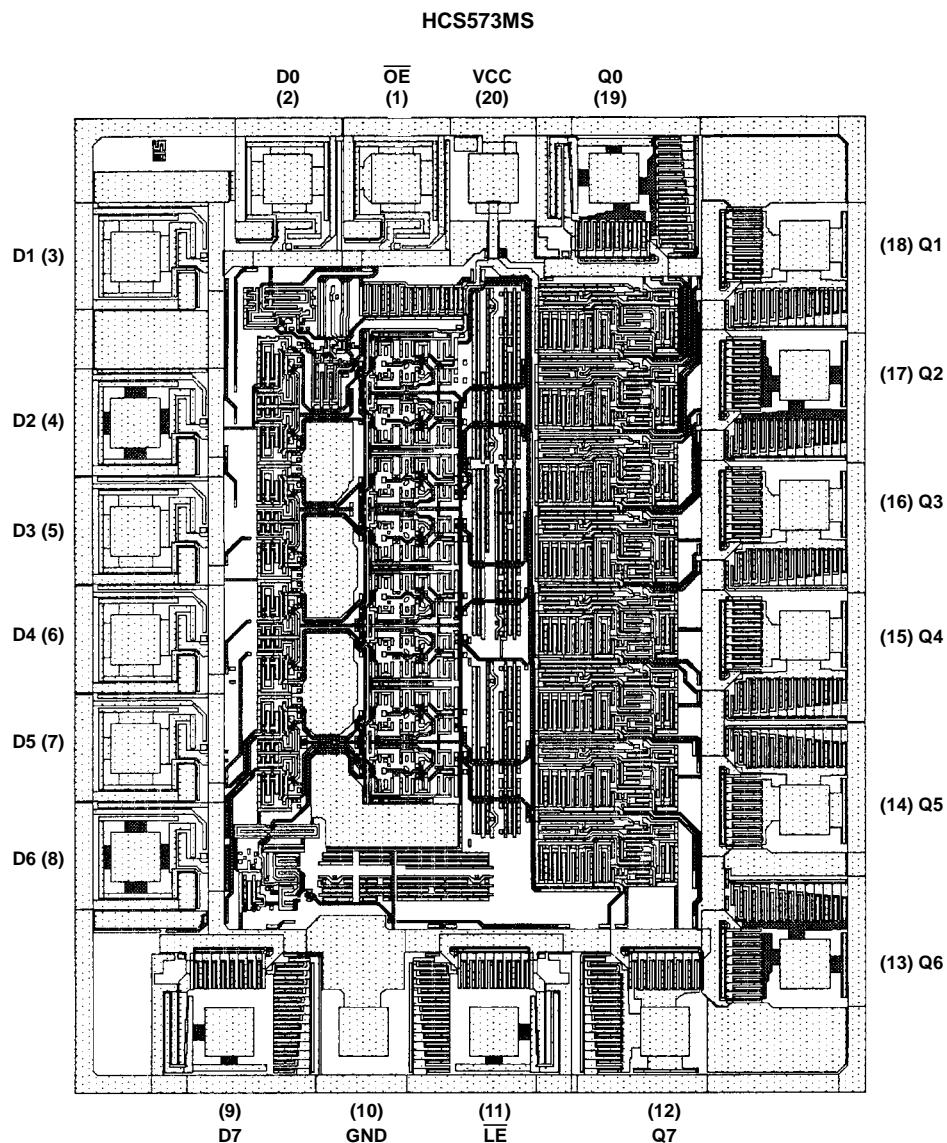 HCS573MS
D0 O̅E̅ VCC Q0
(2) (1) (20) (19)
D1 (3) (18) Q1
D2 (4) (17) Q2
D3 (5) (16) Q3
D4 (6) (15) Q4
D5 (7) (14) Q5
D6 (8) (13) Q6
(9) (10) (11) (12)
D7 GND L̅E̅ Q7